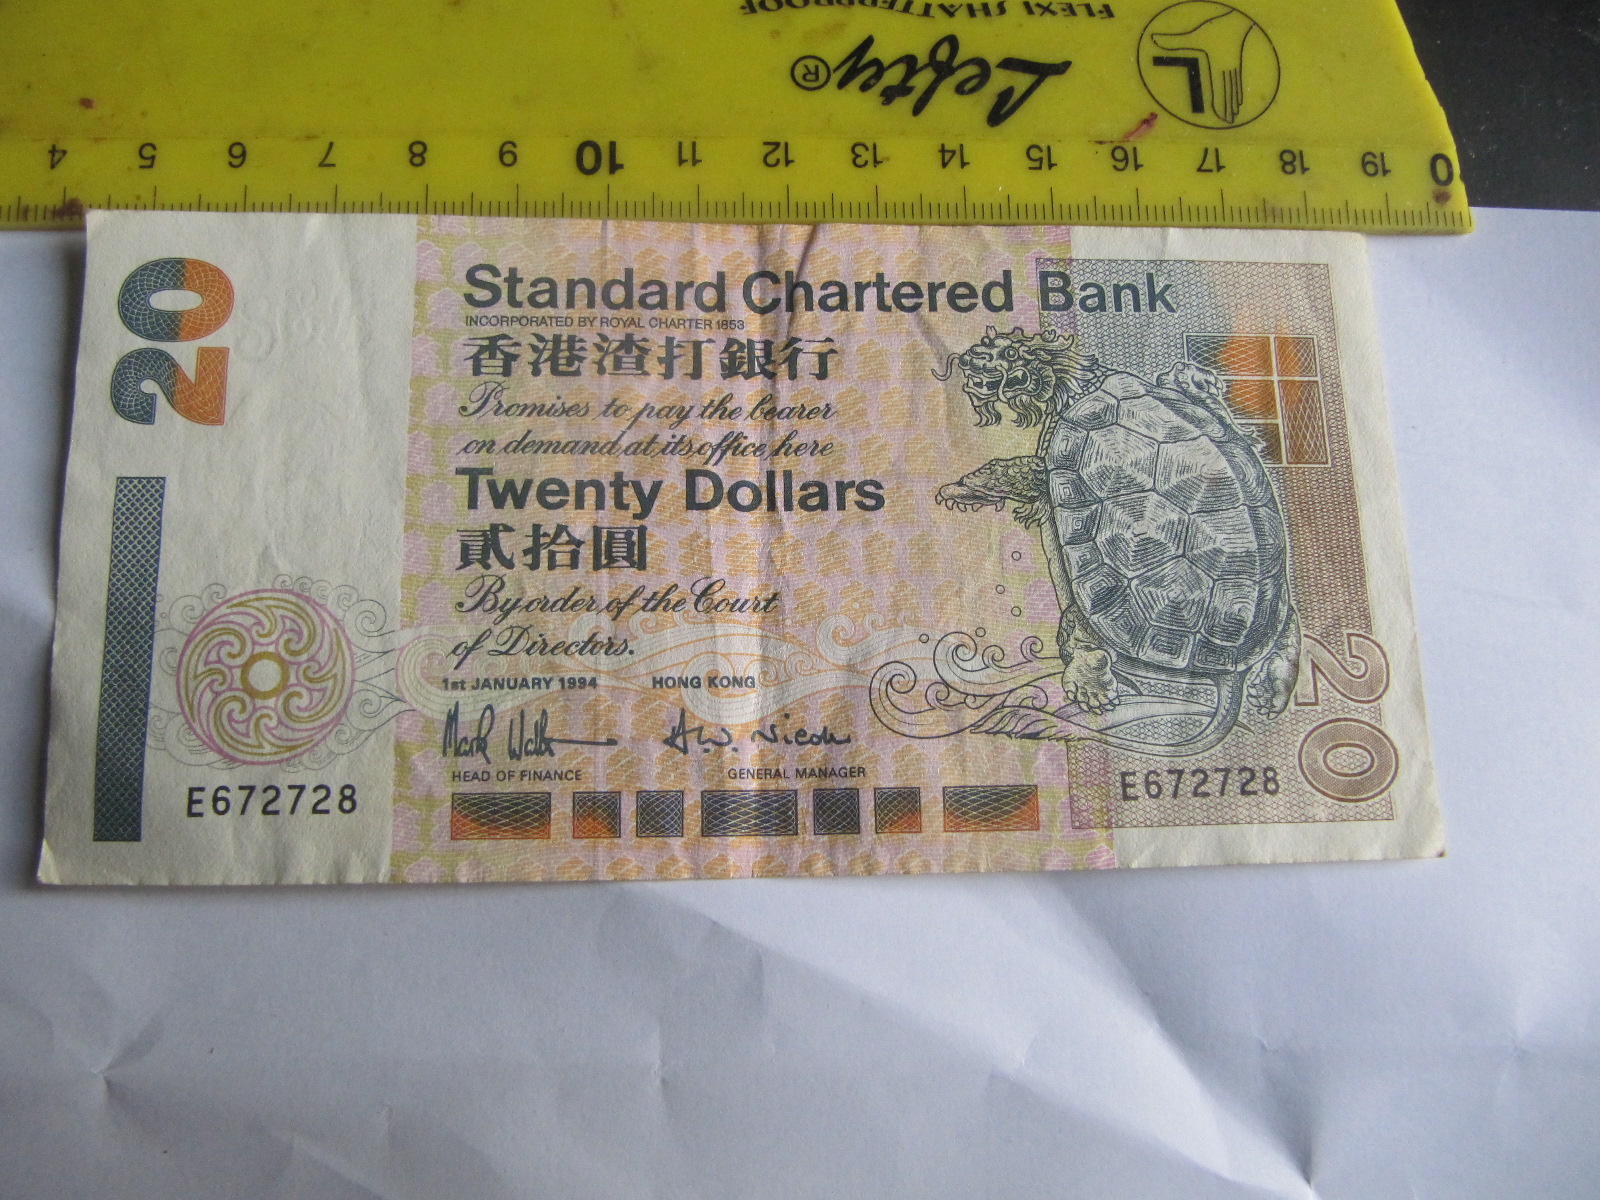 FLEXI SHATTERPROOF
Lefty®
L
4 5 6 7 8 9 10 11 12 13 14 15 16 17 18 19 0
20
Standard Chartered Bank
INCORPORATED BY ROYAL CHARTER 1853
香港渣打銀行
Promises to pay the bearer
on demand at its office here
Twenty Dollars
貳拾圓
By order of the Court
of Directors.
1st JANUARY 1994 HONG KONG
HEAD OF FINANCE GENERAL MANAGER
E672728
E672728
20